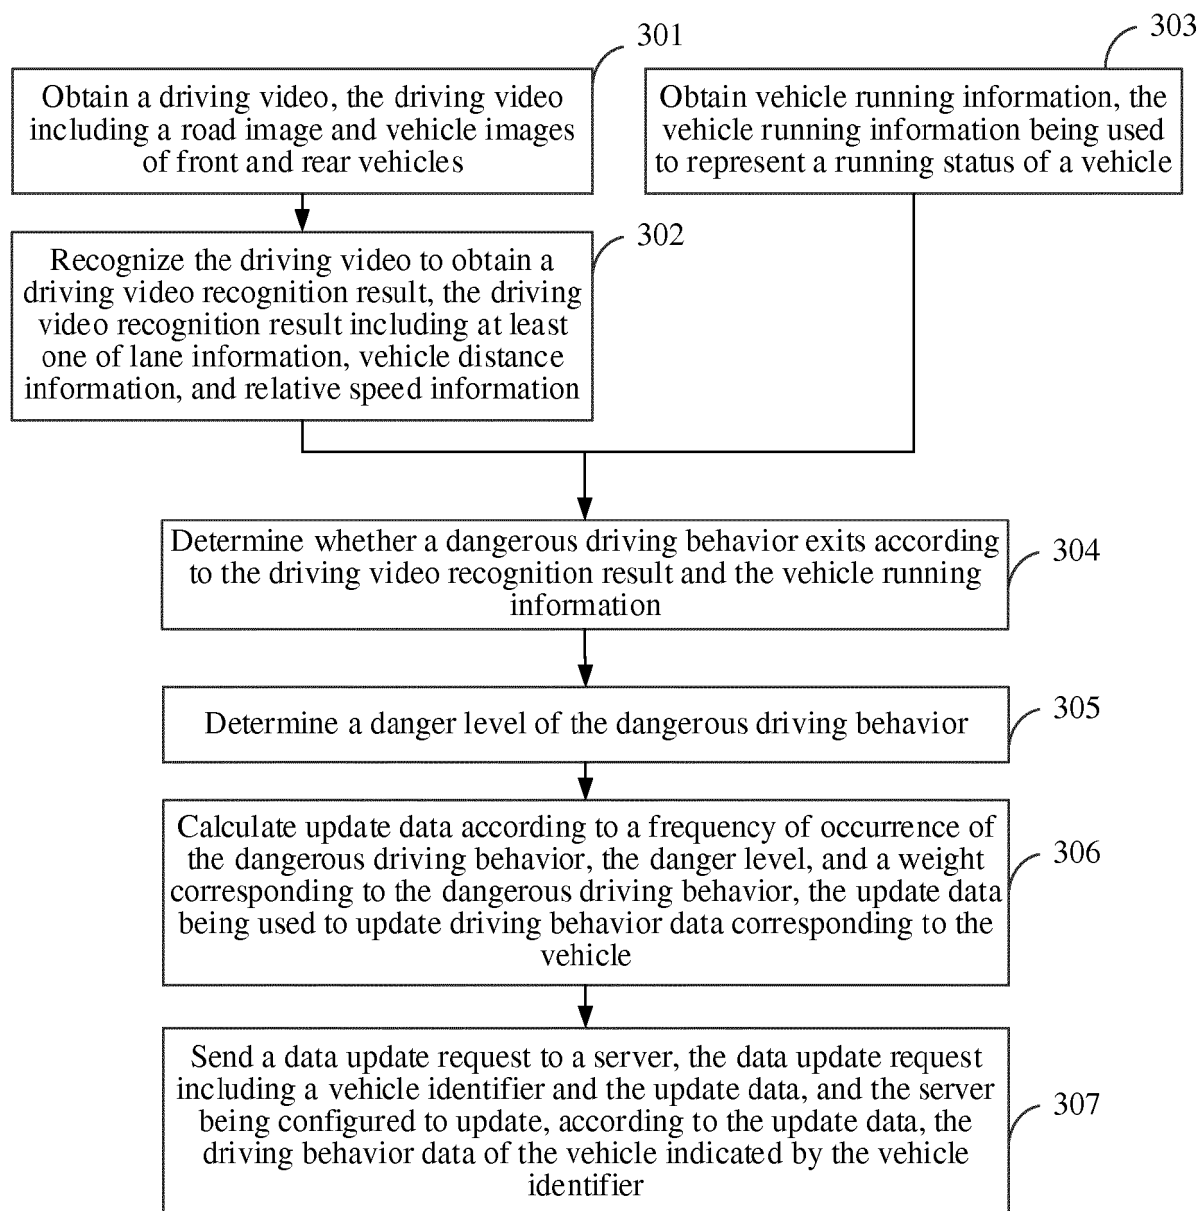 301
Obtain a driving video, the driving video
including a road image and vehicle images
of front and rear vehicles
303
Obtain vehicle running information, the
vehicle running information being used
to represent a running status of a vehicle
302
Recognize the driving video to obtain a
driving video recognition result, the driving
video recognition result including at least
one of lane information, vehicle distance
information, and relative speed information
Determine whether a dangerous driving behavior exits according
to the driving video recognition result and the vehicle running
information
304
Determine a danger level of the dangerous driving behavior
305
Calculate update data according to a frequency of occurrence of
the dangerous driving behavior, the danger level, and a weight
corresponding to the dangerous driving behavior, the update data
being used to update driving behavior data corresponding to the
vehicle
306
Send a data update request to a server, the data update request
including a vehicle identifier and the update data, and the server
being configured to update, according to the update data, the
driving behavior data of the vehicle indicated by the vehicle
identifier
307